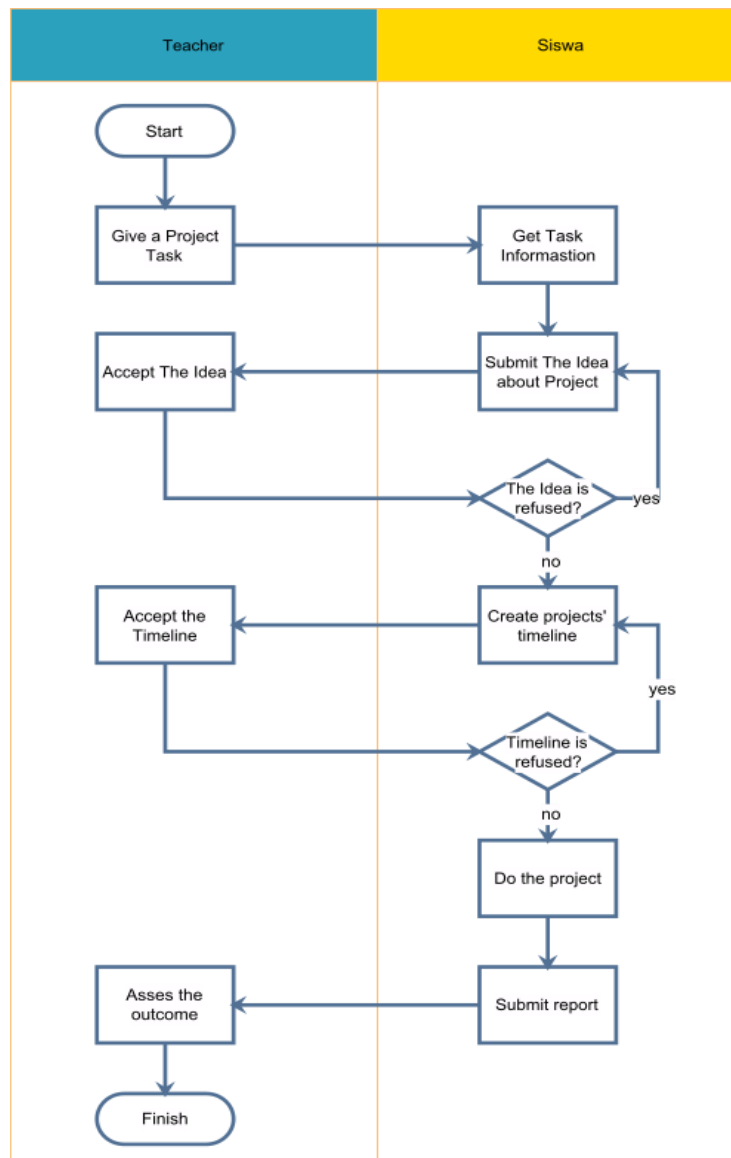 Teacher
Siswa
Start
Give a Project
Task
Get Task
Informastion
Accept The Idea
Submit The Idea
about Project
The Idea is
refused?
yes
no
Accept the
Timeline
Create projects'
timeline
yes
Timeline is
refused?
no
Do the project
Asses the
outcome
Submit report
Finish